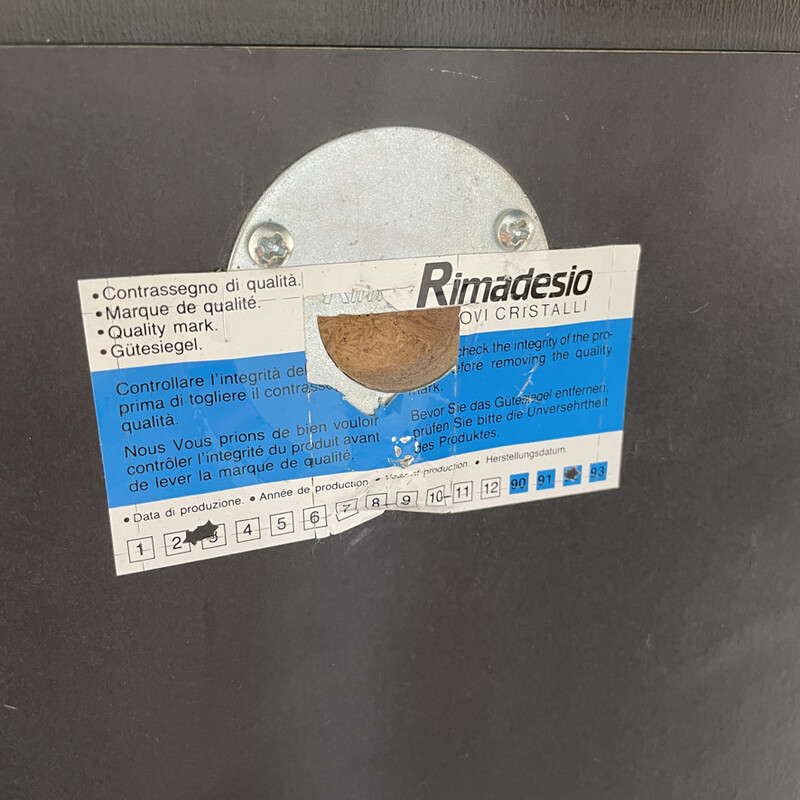 • Contrassegno di qualità.
• Marque de qualité.
• Quality mark.
• Gütesiegel.
Rimadesio
OVI CRISTALLI
Controllare l'integrità del
prima di togliere il contrasse
qualità.
Nous Vous prions de bien vouloir
contrôler l'intégrité du produit avant
de lever la marque de qualité.
check the integrity of the pro-
before removing the quality
mark.
Bevor Sie das Gütesiegel entfernen,
prüfen Sie bitte die Unversehrtheit
des Produktes.
• Data di produzione. • Année de production • Year of production. • Herstellungsdatum.
1 2 3 4 5 6 7 8 9 10 11 12 90 91 93